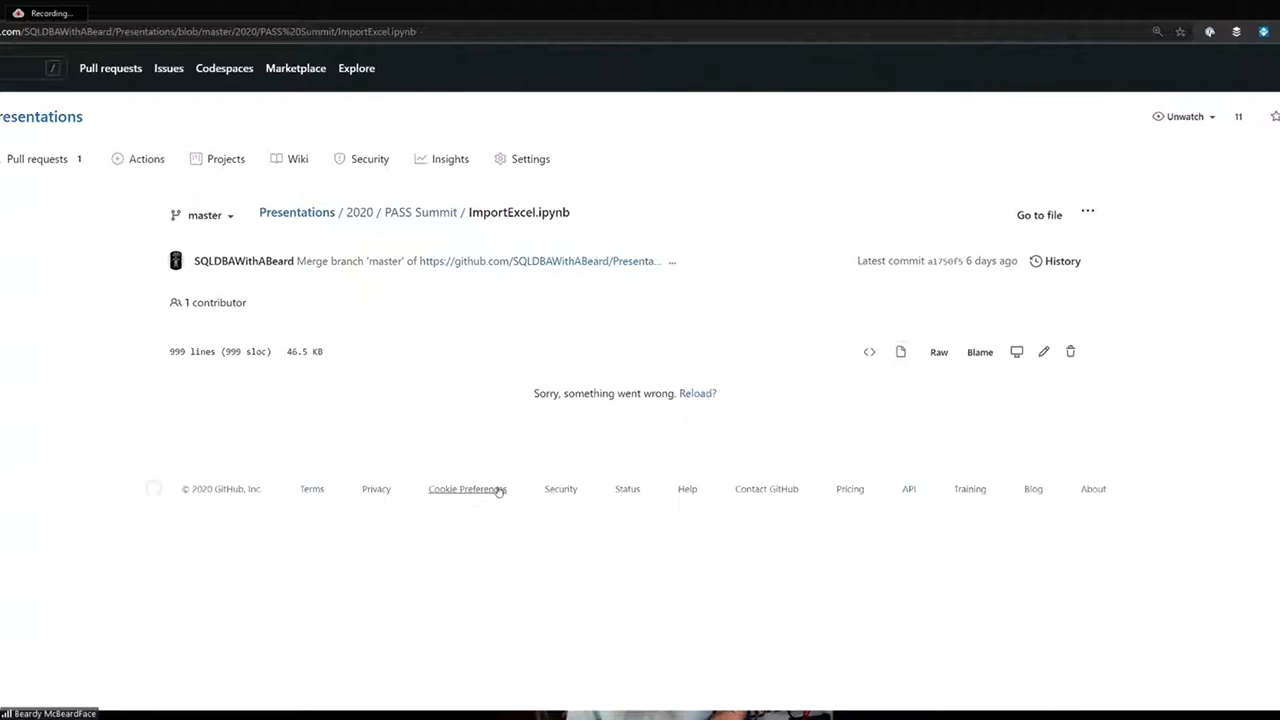 Recording...
.com/SQLDBAWithABeard/Presentations/blob/master/2020/PASS%20Summit/ImportExcel.ipynb
/ Pull requests Issues Codespaces Marketplace Explore
resentations Unwatch 11
Pull requests 1 Actions Projects Wiki Security Insights Settings
master Presentations / 2020 / PASS Summit / ImportExcel.ipynb Go to file ...
SQLDBAWithABeard Merge branch 'master' of https://github.com/SQLDBAWithABeard/Presenta... ... Latest commit a1750f5 6 days ago History
1 contributor
999 lines (999 sloc) 46.5 KB <> Raw Blame
Sorry, something went wrong. Reload?
© 2020 GitHub, Inc. Terms Privacy Cookie Preferences Security Status Help Contact GitHub Pricing API Training Blog About
Beardy McBeardFace